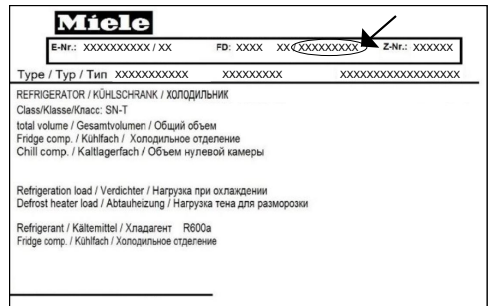 Miele
E-Nr.: XXXXXXXXXX / XX FD: XXXX XX XXXXXXXXX Z-Nr.: XXXXXX
Type / Typ / Тип XXXXXXXXXXX XXXXXXXXX XXXXXXXXXXXXXXXXXX
REFRIGERATOR / KÜHLSCHRANK / ХОЛОДИЛЬНИК
Class/Klasse/Класс: SN-T
total volume / Gesamtvolumen / Общий объем
Fridge comp. / Kühlfach / Холодильное отделение
Chill comp. / Kaltlagerfach / Объем нулевой камеры
Refrigeration load / Verdichter / Нагрузка при охлаждении
Defrost heater load / Abtauheizung / Нагрузка тена для разморозки
Refrigerant / Kältemittel / Хладагент R600a
Fridge comp. / Kühlfach / Холодильное отделение